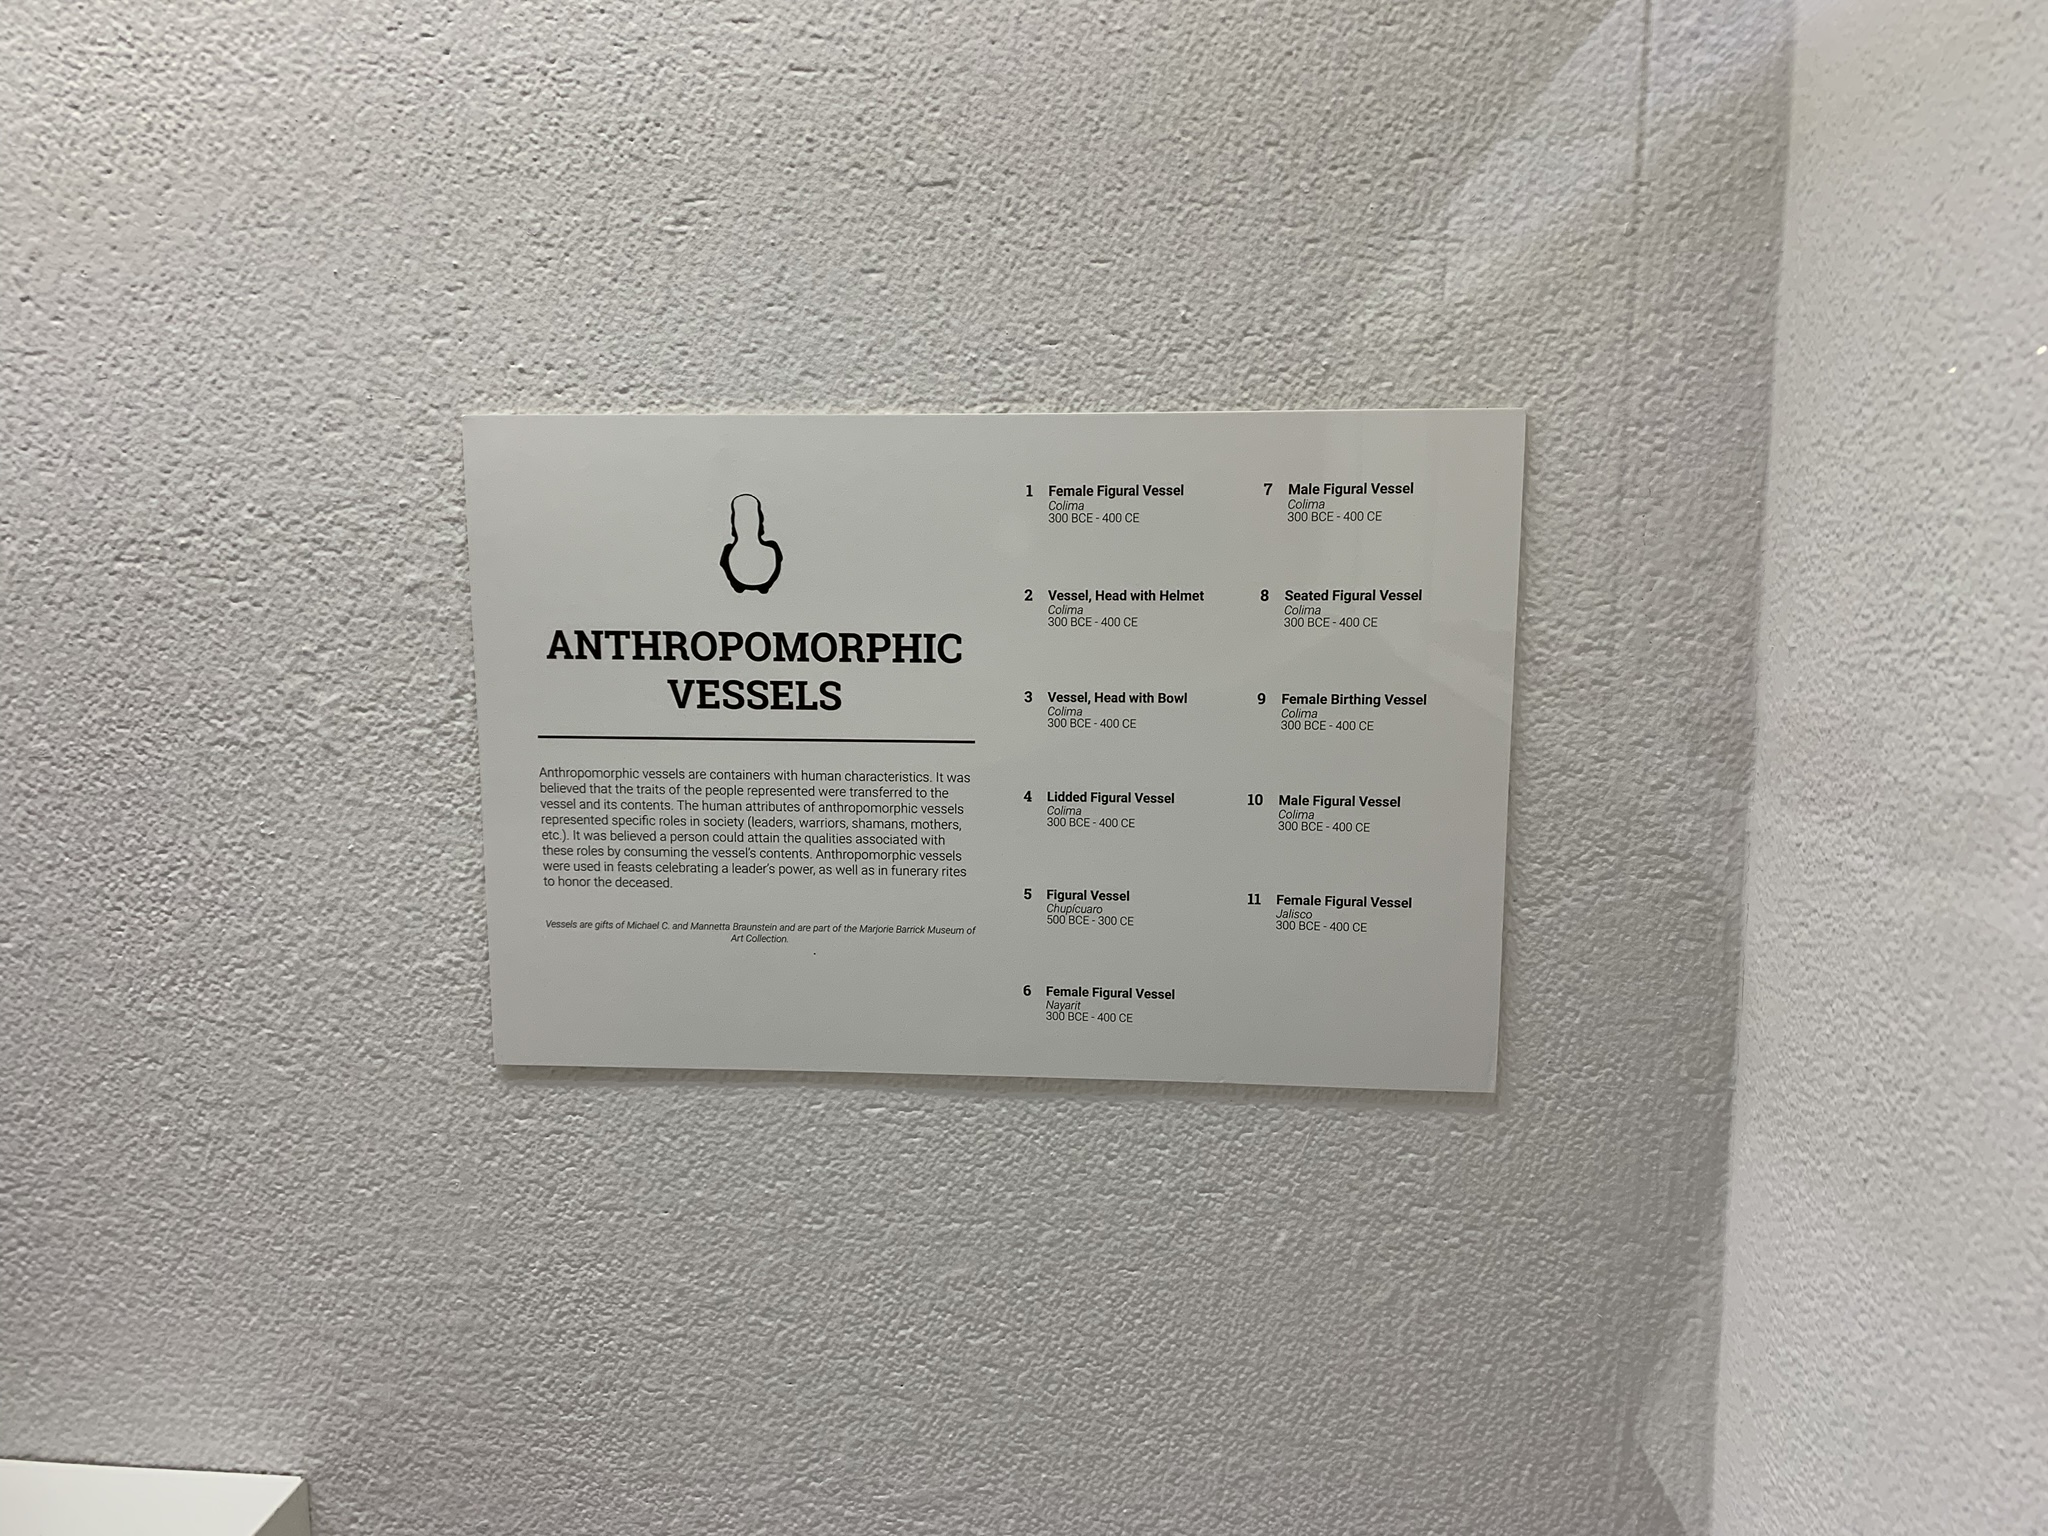 ANTHROPOMORPHIC
VESSELS
Anthropomorphic vessels are containers with human characteristics. It was
believed that the traits of the people represented were transferred to the
vessel and its contents. The human attributes of anthropomorphic vessels
represented specific roles in society (leaders, warriors, shamans, mothers,
etc.). It was believed a person could attain the qualities associated with
these roles by consuming the vessel's contents. Anthropomorphic vessels
were used in feasts celebrating a leader's power, as well as in funerary rites
to honor the deceased.
Vessels are gifts of Michael C. and Mannetta Braunstein and are part of the Marjorie Barrick Museum of
Art Collection.
1 Female Figural Vessel
Colima
300 BCE - 400 CE
2 Vessel, Head with Helmet
Colima
300 BCE - 400 CE
3 Vessel, Head with Bowl
Colima
300 BCE - 400 CE
4 Lidded Figural Vessel
Colima
300 BCE - 400 CE
5 Figural Vessel
Chupícuaro
500 BCE - 300 CE
6 Female Figural Vessel
Nayarit
300 BCE - 400 CE
7 Male Figural Vessel
Colima
300 BCE - 400 CE
8 Seated Figural Vessel
Colima
300 BCE - 400 CE
9 Female Birthing Vessel
Colima
300 BCE - 400 CE
10 Male Figural Vessel
Colima
300 BCE - 400 CE
11 Female Figural Vessel
Jalisco
300 BCE - 400 CE